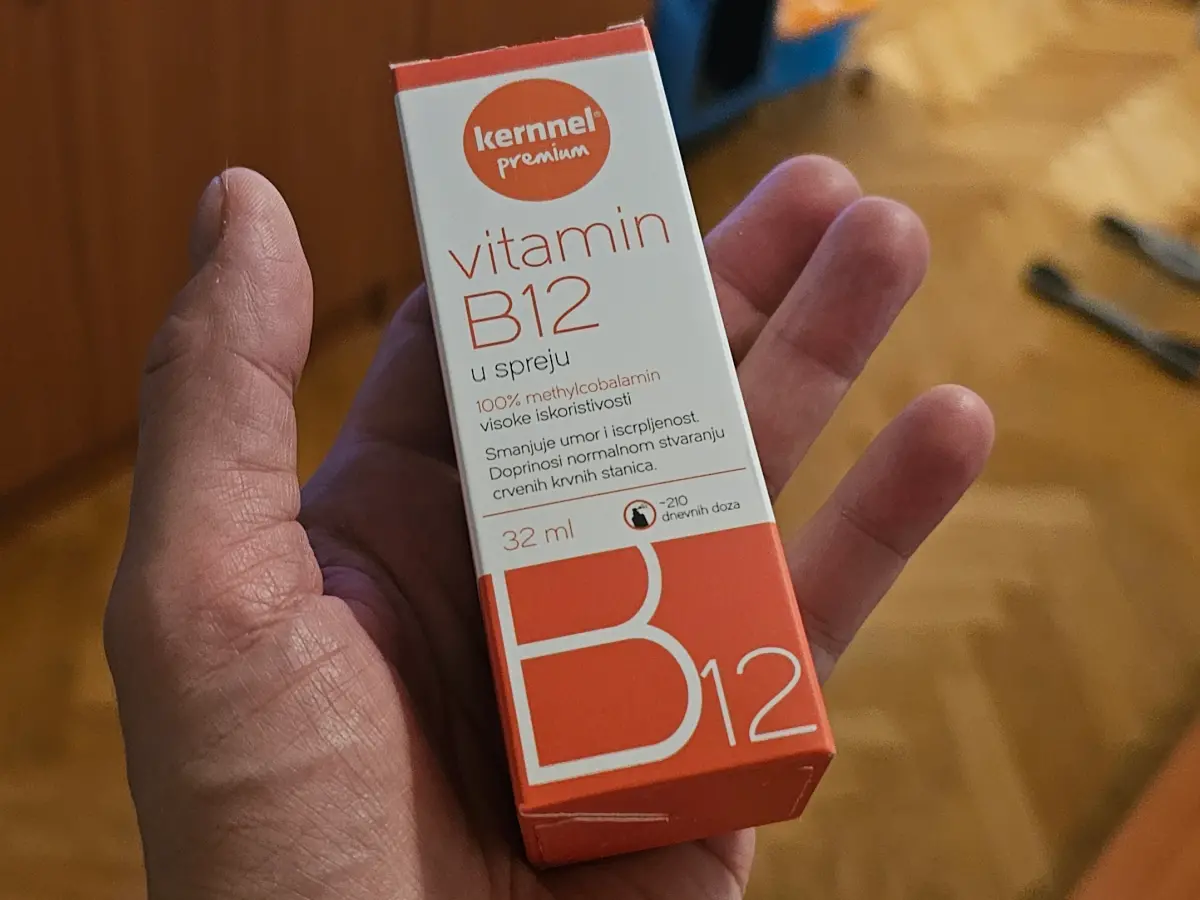 kernnel®
premium
vitamin
B12
u spreju
100% methylcobalamin
visoke iskoristivosti
Smanjuje umor i iscrpljenost.
Doprinosi normalnom stvaranju
crvenih krvnih stanica.
32 ml
~210
dnevnih doza
B12